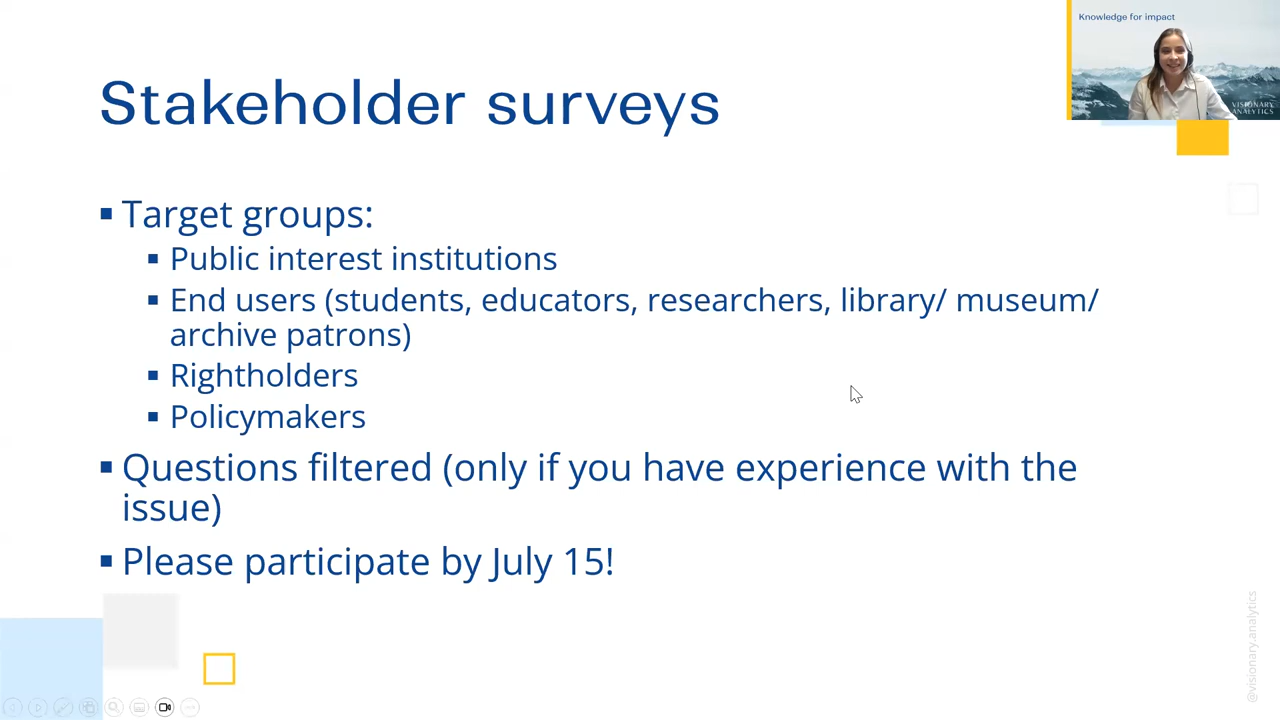 Knowledge for impact
VISIONARY
ANALYTICS
Stakeholder surveys
Target groups:
Public interest institutions
End users (students, educators, researchers, library/ museum/
archive patrons)
Rightholders
Policymakers
Questions filtered (only if you have experience with the
issue)
Please participate by July 15!
@visionary.analytics